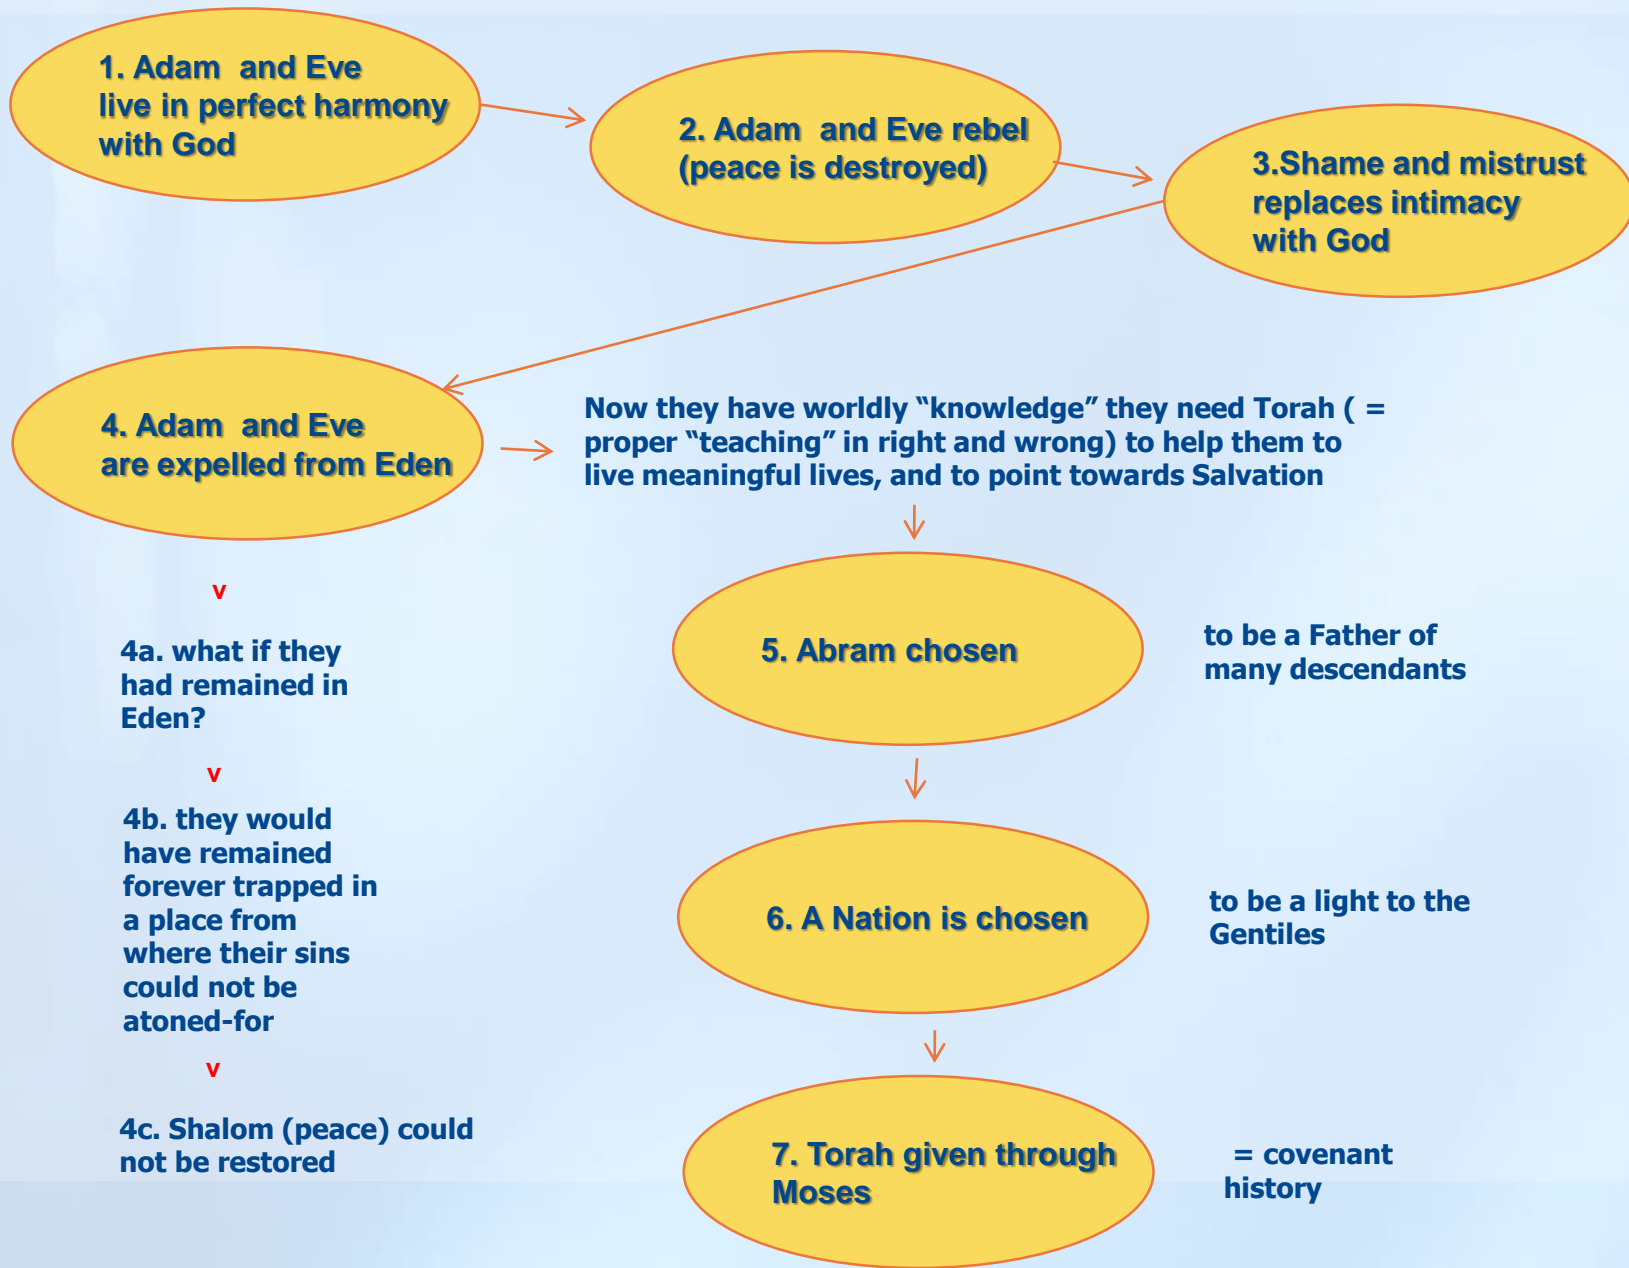 1. Adam  and Eve
live in perfect harmony
with God
2. Adam  and Eve rebel
(peace is destroyed)
3.Shame and mistrust
replaces intimacy
with God
4. Adam  and Eve
are expelled from Eden
Now they have worldly “knowledge” they need Torah ( =
proper “teaching” in right and wrong) to help them to
live meaningful lives, and to point towards Salvation
v
4a. what if they
had remained in
Eden?
v
4b. they would
have remained
forever trapped in
a place from
where their sins
could not be
atoned-for
v
4c. Shalom (peace) could
not be restored
5. Abram chosen
to be a Father of
many descendants
6. A Nation is chosen
to be a light to the
Gentiles
7. Torah given through
Moses
= covenant
history